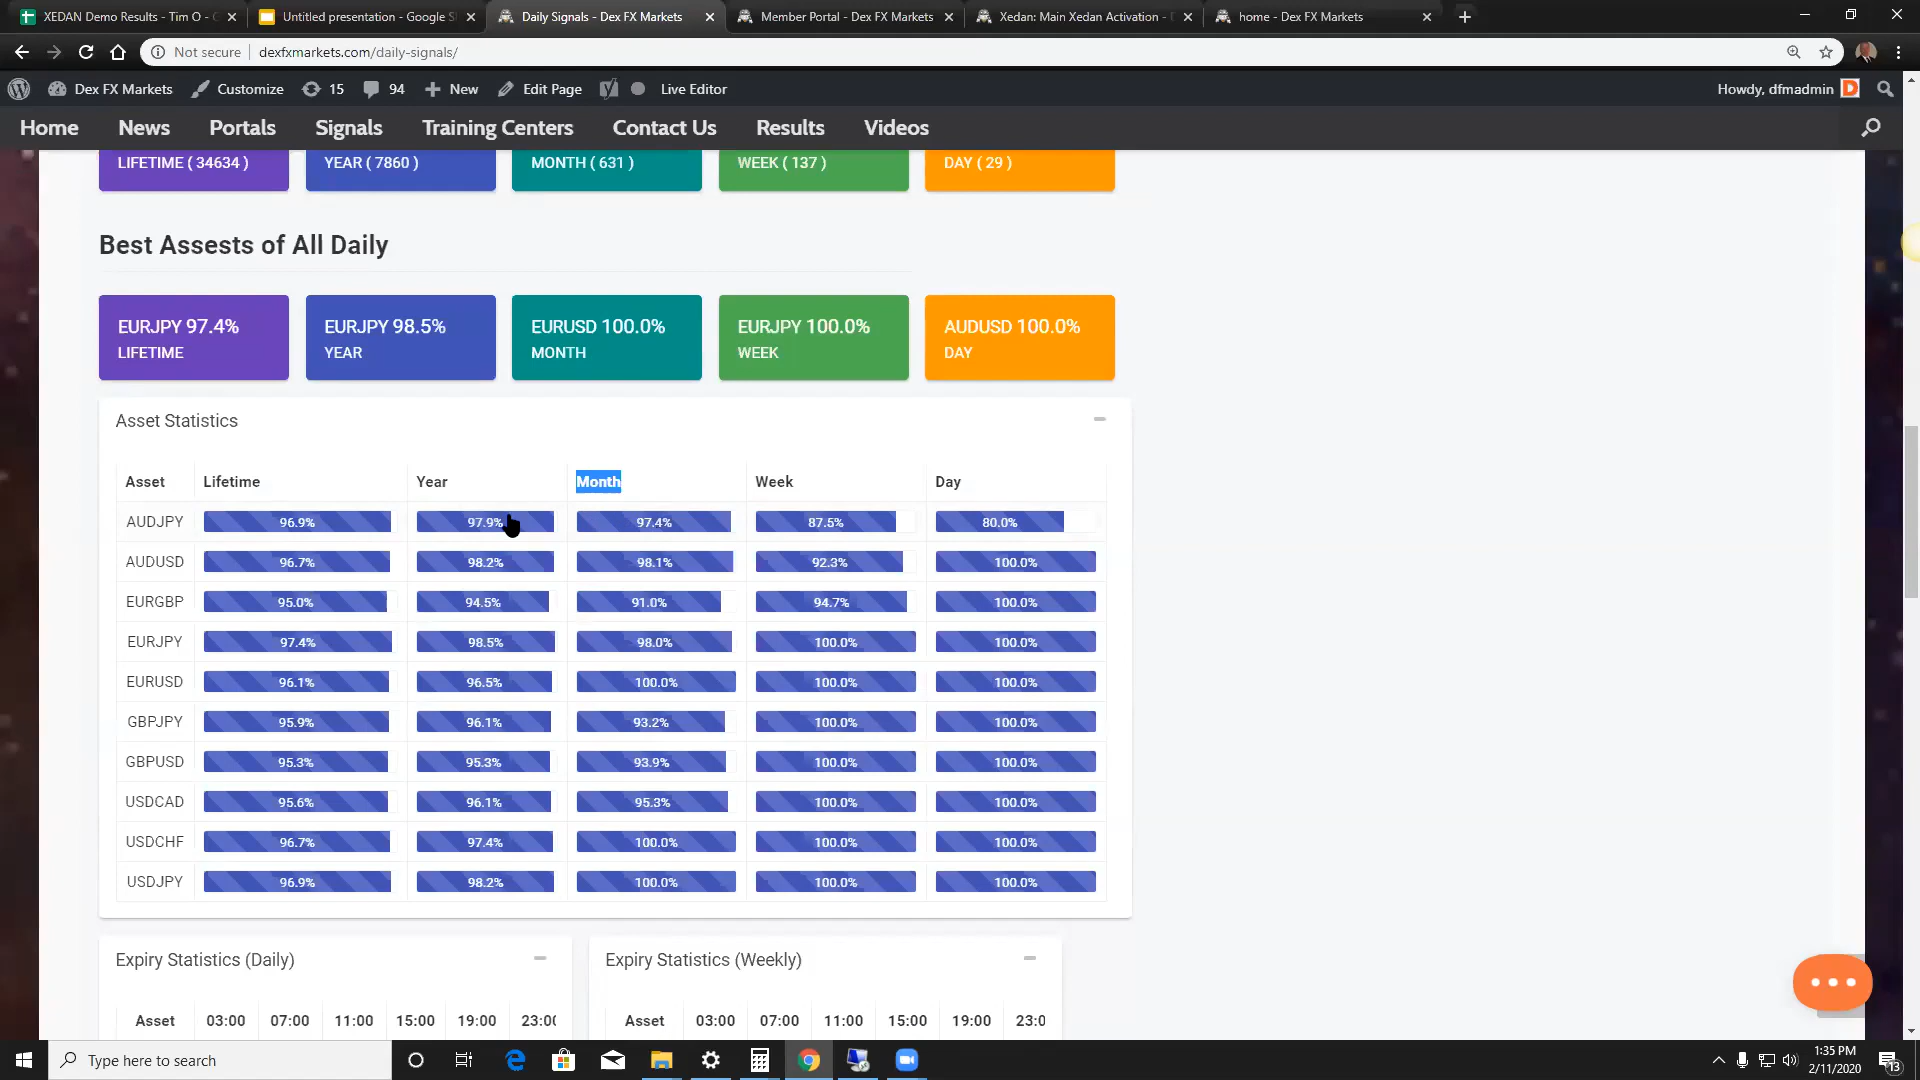 XEDAN Demo Results - Tim O - G
Untitled presentation - Google Sl
Daily Signals - Dex FX Markets
Member Portal - Dex FX Markets
Xedan: Main Xedan Activation -
home - Dex FX Markets
Not secure
dexfxmarkets.com/daily-signals/
Dex FX Markets
Customize
15
94
New
Edit Page
Live Editor
Howdy, dfmadmin
D
Home
News
Portals
Signals
Training Centers
Contact Us
Results
Videos
LIFETIME ( 34634 )
YEAR ( 7860 )
MONTH ( 631 )
WEEK ( 137 )
DAY ( 29 )
Best Assests of All Daily
EURJPY 97.4%
LIFETIME
EURJPY 98.5%
YEAR
EURUSD 100.0%
MONTH
EURJPY 100.0%
WEEK
AUDUSD 100.0%
DAY
Asset Statistics
Asset Lifetime Year Month Week Day
AUDJPY 96.9% 97.9% 97.4% 87.5% 80.0%
AUDUSD 96.7% 98.2% 98.1% 92.3% 100.0%
EURGBP 95.0% 94.5% 91.0% 94.7% 100.0%
EURJPY 97.4% 98.5% 98.0% 100.0% 100.0%
EURUSD 96.1% 96.5% 100.0% 100.0% 100.0%
GBPJPY 95.9% 96.1% 93.2% 100.0% 100.0%
GBPUSD 95.3% 95.3% 93.9% 100.0% 100.0%
USDCAD 95.6% 96.1% 95.3% 100.0% 100.0%
USDCHF 96.7% 97.4% 100.0% 100.0% 100.0%
USDJPY 96.9% 98.2% 100.0% 100.0% 100.0%
Expiry Statistics (Daily)
Asset 03:00 07:00 11:00 15:00 19:00 23:00
Expiry Statistics (Weekly)
Asset 03:00 07:00 11:00 15:00 19:00 23:0
Type here to search
1:35 PM
2/11/2020
13